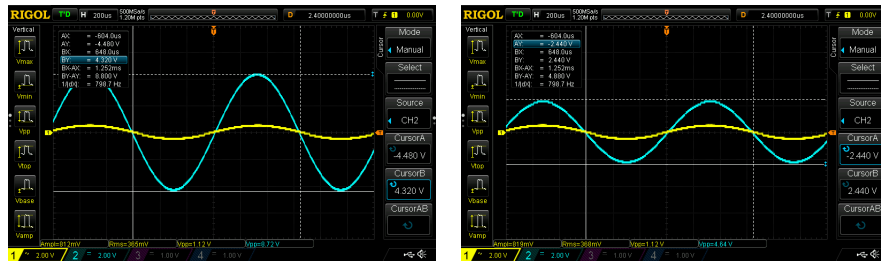 RIGOL T'D H 200us 500MSa/s 1.20M pts D 2.40000000us T 1 0.00V
Vertical
Vmax
Vmin
Vpp
Vtop
Vbase
Vamp
AX: = -604.0us
AY: = -4.480 V
BX: = 648.0us
BY: = 4.320 V
BX-AX: = 1.252ms
BY-AY: = 8.800 V
1/|dX|: = 798.7 Hz
Cursor
Mode
Manual
Select
Source
CH2
CursorA
-4.480 V
CursorB
4.320 V
CursorAB
Ampl=812mV Rms=365mV Vpp=1.12 V Vpp=8.72 V
1 ~ 2.00 V 2 = 2.00 V 3 = 1.00 V 4 = 1.00 V
RIGOL T'D H 200us 500MSa/s 1.20M pts D 2.40000000us T 1 0.00V
Vertical
Vmax
Vmin
Vpp
Vtop
Vbase
Vamp
AX: = -604.0us
AY: = -2.440 V
BX: = 648.0us
BY: = 2.440 V
BX-AX: = 1.252ms
BY-AY: = 4.880 V
1/|dX|: = 798.7 Hz
Cursor
Mode
Manual
Select
Source
CH2
CursorA
-2.440 V
CursorB
2.440 V
CursorAB
Ampl=819mV Rms=368mV Vpp=1.12 V Vpp=4.64 V
1 ~ 2.00 V 2 = 2.00 V 3 = 1.00 V 4 = 1.00 V